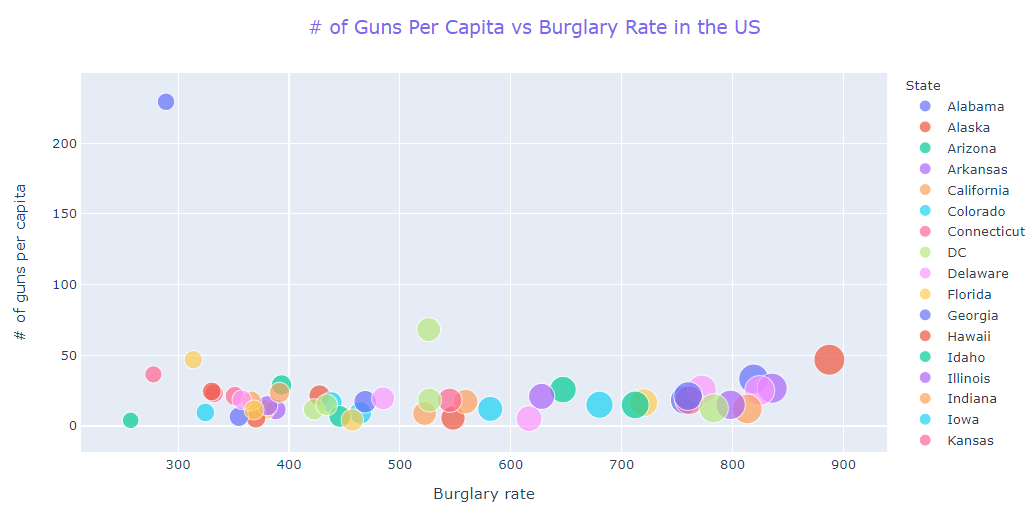 # of Guns Per Capita vs Burglary Rate in the US
State
Alabama
Alaska
Arizona
Arkansas
California
Colorado
Connecticut
DC
Delaware
Florida
Georgia
Hawaii
Idaho
Illinois
Indiana
Iowa
Kansas
# of guns per capita
200
150
100
50
0
300 400 500 600 700 800 900
Burglary rate